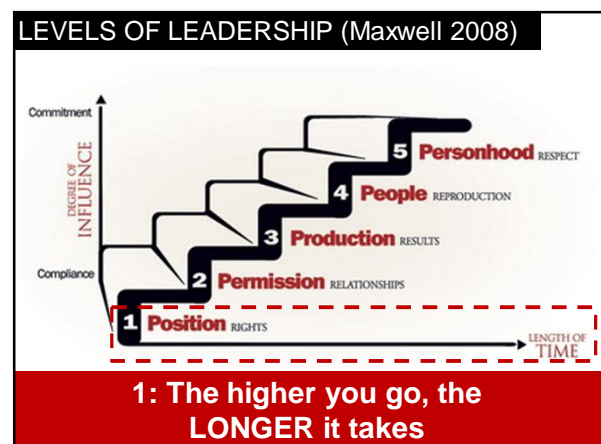 LEVELS OF LEADERSHIP (Maxwell 2008)
Commitment
DEGREE OF
INFLUENCE
Compliance
5 Personhood RESPECT
4 People REPRODUCTION
3 Production RESULTS
2 Permission RELATIONSHIPS
1 Position RIGHTS
LENGTH OF
TIME
1: The higher you go, the
LONGER it takes